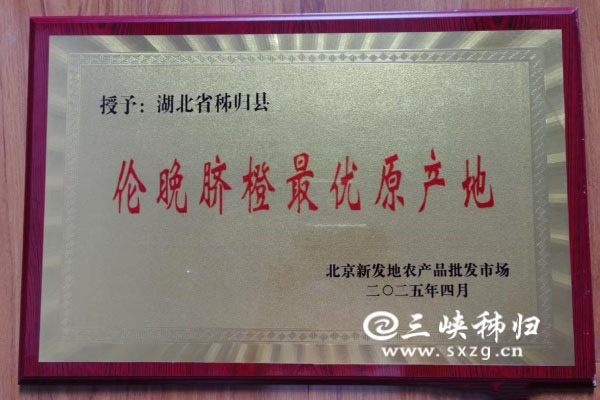 授予：湖北省秭归县
伦晚脐橙最优原产地
北京新发地农产品批发市场
二〇二五年四月
三峡秭归
www.sxzg.cn